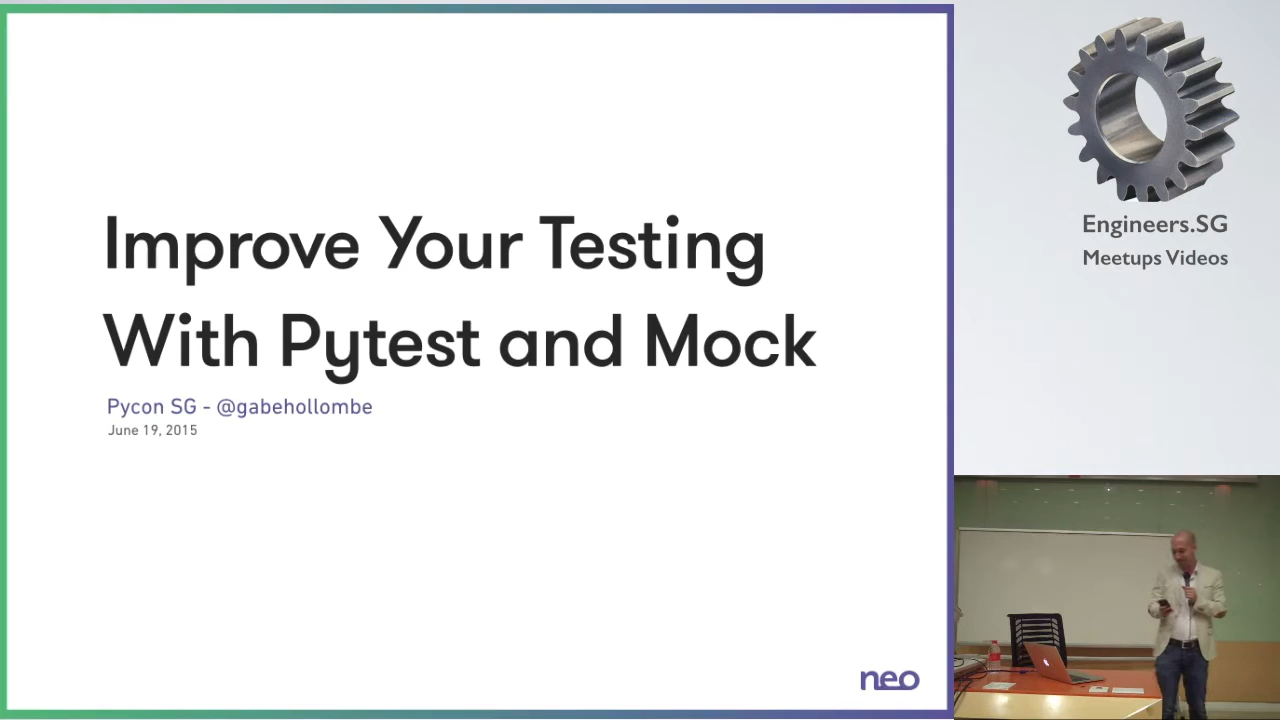 Improve Your Testing
With Pytest and Mock
Pycon SG - @gabehollombe
June 19, 2015
neo
Engineers.SG
Meetups Videos